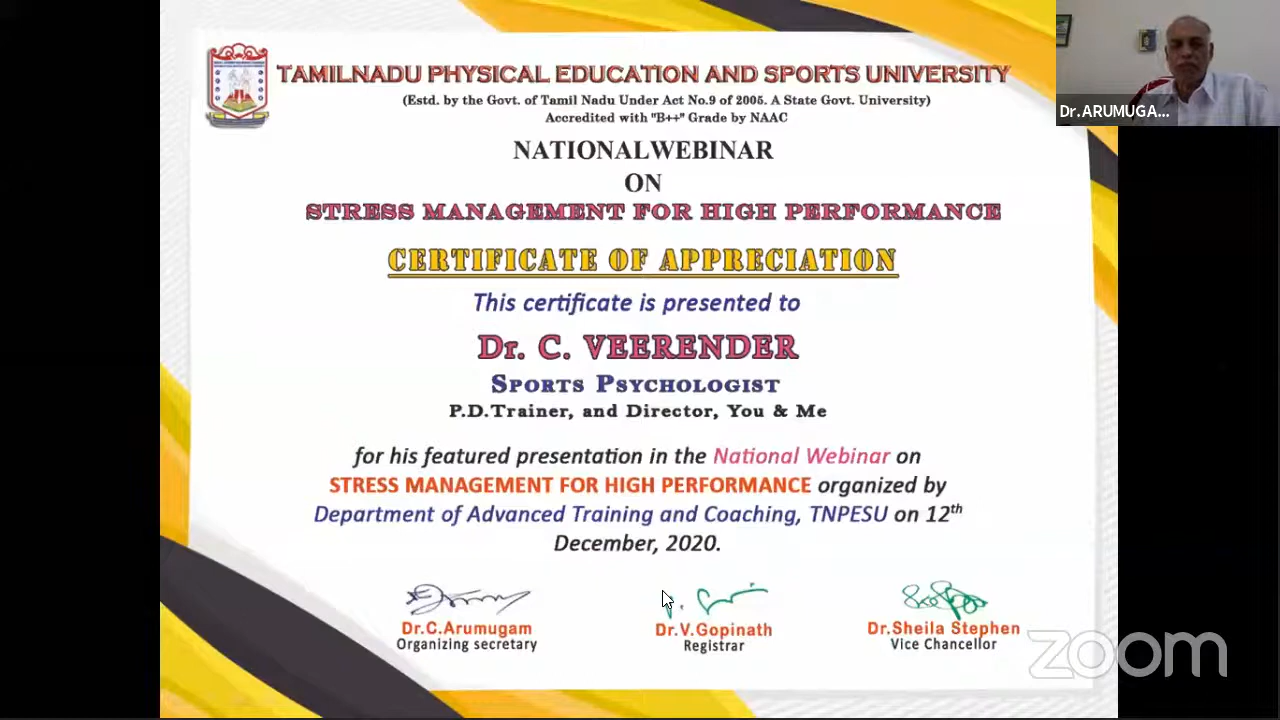 TAMILNADU PHYSICAL EDUCATION AND SPORTS UNIVERSITY
(Estd. by the Govt. of Tamil Nadu Under Act No.9 of 2005. A State Govt. University)
Accredited with "B++" Grade by NAAC
NATIONALWEBINAR
ON
STRESS MANAGEMENT FOR HIGH PERFORMANCE
CERTIFICATE OF APPRECIATION
This certificate is presented to
Dr. C. VEERENDER
SPORTS PSYCHOLOGIST
P.D.Trainer, and Director, You & Me
for his featured presentation in the National Webinar on
STRESS MANAGEMENT FOR HIGH PERFORMANCE organized by
Department of Advanced Training and Coaching, TNPESU on 12th
December, 2020.
Dr.C.Arumugam
Organizing secretary
Dr.V.Gopinath
Registrar
Dr.Sheila Stephen
Vice Chancellor
Dr.ARUMUGA...
zoom